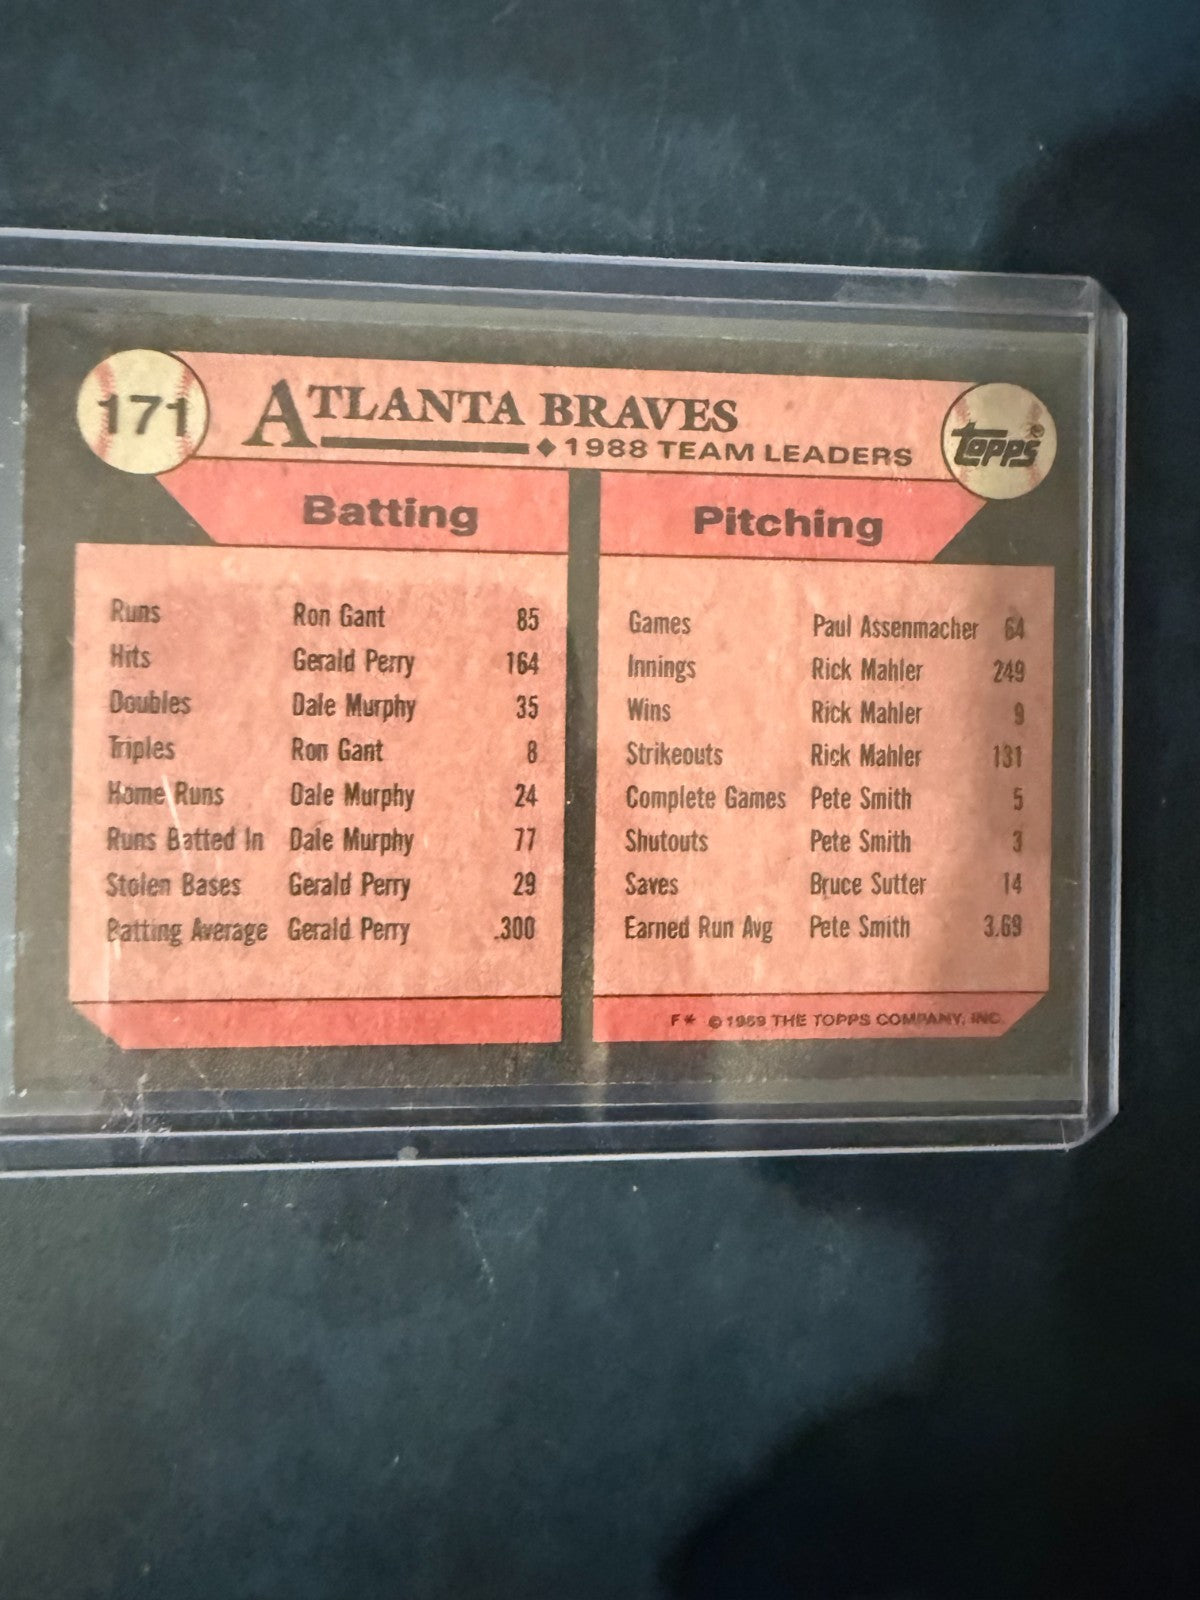 171
ATLANTA BRAVES
◆ 1988 TEAM LEADERS
TOPPS®
Batting
Runs Ron Gant 85
Hits Gerald Perry 164
Doubles Dale Murphy 35
Triples Ron Gant 8
Home Runs Dale Murphy 24
Runs Batted In Dale Murphy 77
Stolen Bases Gerald Perry 29
Batting Average Gerald Perry .300
Pitching
Games Paul Assenmacher 64
Innings Rick Mahler 249
Wins Rick Mahler 9
Strikeouts Rick Mahler 131
Complete Games Pete Smith 5
Shutouts Pete Smith 3
Saves Bruce Sutter 14
Earned Run Avg Pete Smith 3.69
F* © 1989 THE TOPPS COMPANY, INC.